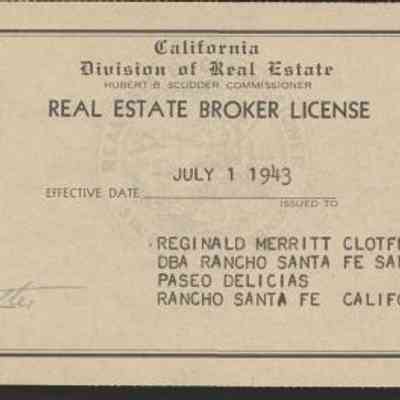 California
Division of Real Estate
HUBERT B. SCUDDER COMMISSIONER
REAL ESTATE BROKER LICENSE
JULY 1 1943
EFFECTIVE DATE
ISSUED TO
REGINALD MERRITT CLOTF
DBA RANCHO SANTA FE SA
PASEO DELICIAS
RANCHO SANTA FE CALIFO